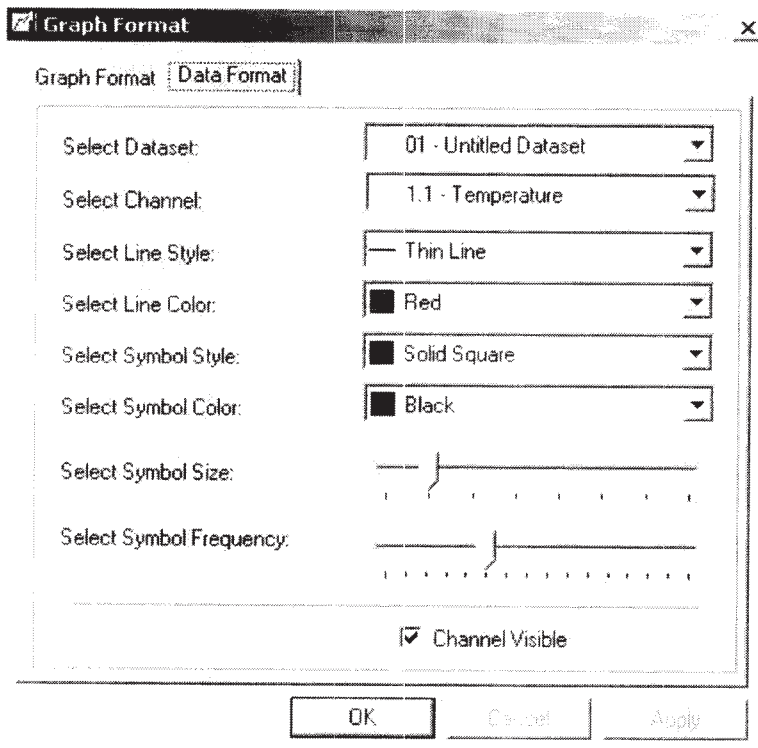 Graph Format
Graph Format Data Format
Select Dataset: 01 - Untitled Dataset
Select Channel: 1.1 - Temperature
Select Line Style: Thin Line
Select Line Color: Red
Select Symbol Style: Solid Square
Select Symbol Color: Black
Select Symbol Size:
Select Symbol Frequency:
Channel Visible
OK Cancel Apply